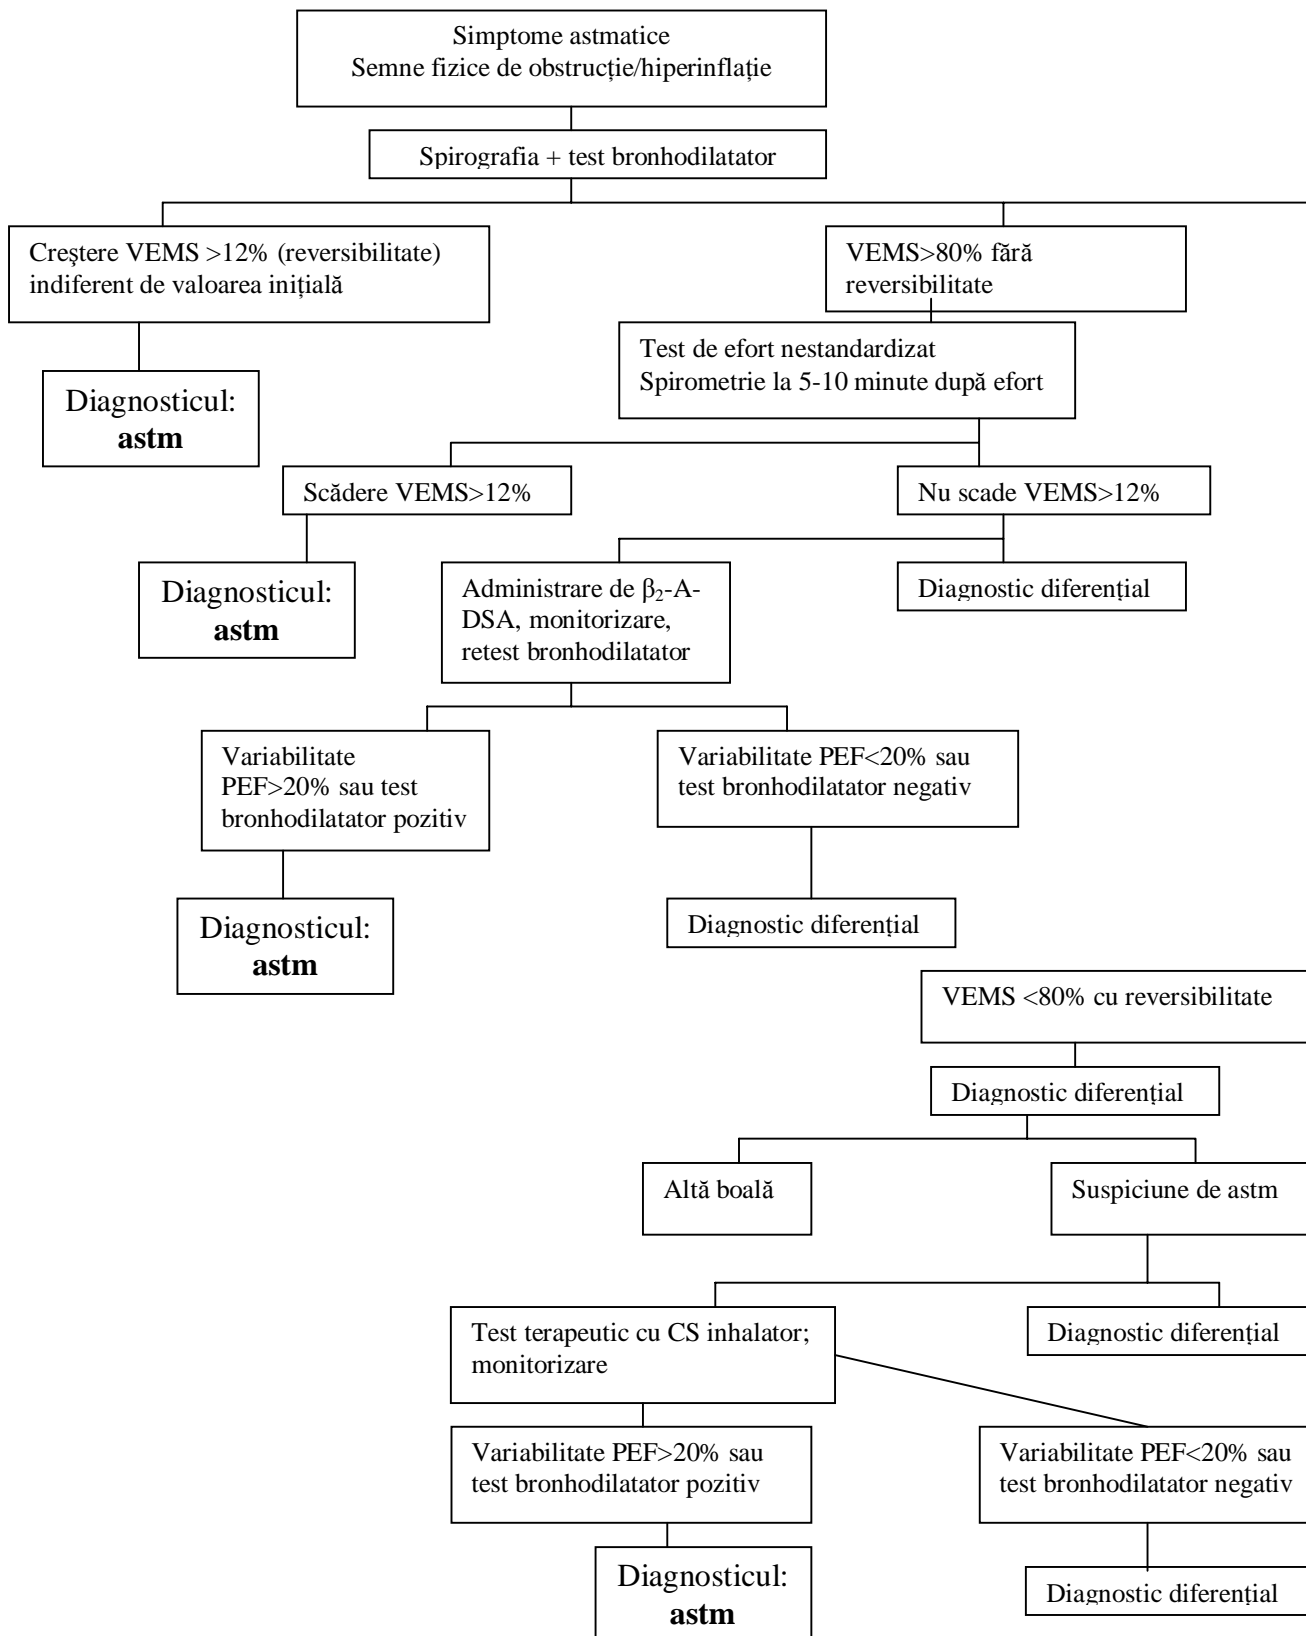 Simptome astmatice
Semne fizice de obstrucție/hiperinflație
Spirografia + test bronhodilatator
Creștere VEMS >12% (reversibilitate)
indiferent de valoarea inițială
VEMS>80% fără
reversibilitate
Diagnosticul:
astm
Test de efort nestandardizat
Spirometrie la 5-10 minute după efort
Scădere VEMS>12%
Nu scade VEMS>12%
Diagnosticul:
astm
Administrare de β₂-A-
DSA, monitorizare,
retest bronhodilatator
Diagnostic diferențial
Variabilitate
PEF>20% sau test
bronhodilatator pozitiv
Variabilitate PEF<20% sau
test bronhodilatator negativ
Diagnosticul:
astm
Diagnostic diferențial
VEMS <80% cu reversibilitate
Diagnostic diferențial
Altă boală
Suspiciune de astm
Test terapeutic cu CS inhalator;
monitorizare
Diagnostic diferențial
Variabilitate PEF>20% sau
test bronhodilatator pozitiv
Variabilitate PEF<20% sau
test bronhodilatator negativ
Diagnosticul:
astm
Diagnostic diferențial